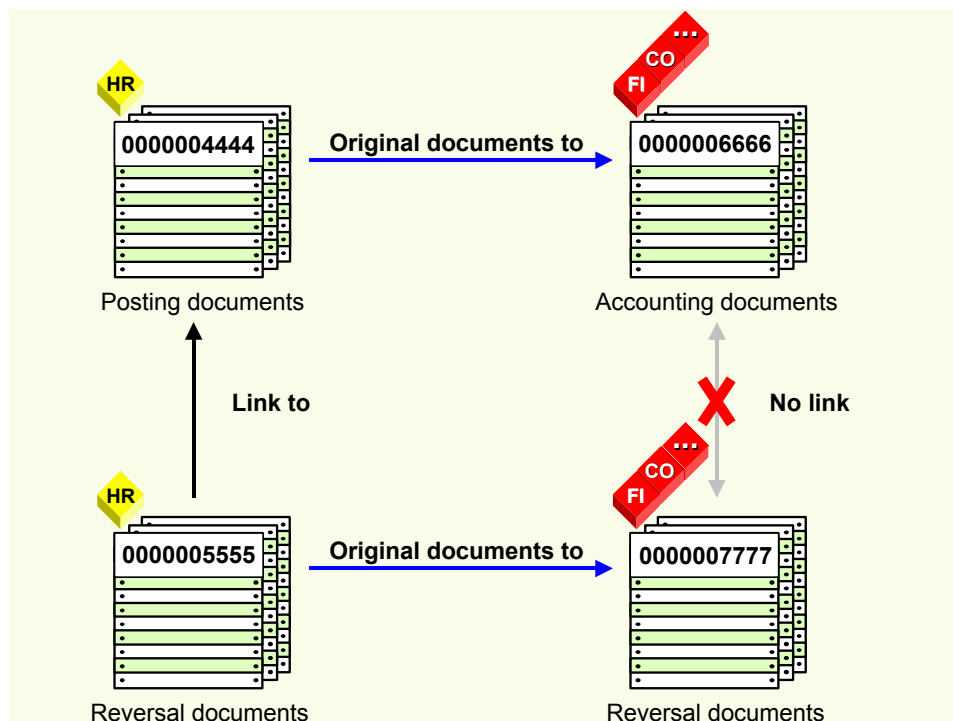 HR
FI CO ...
0000004444
Original documents to
0000006666
Posting documents
Accounting documents
Link to
No link
HR
FI CO ...
0000005555
Original documents to
0000007777
Reversal documents
Reversal documents